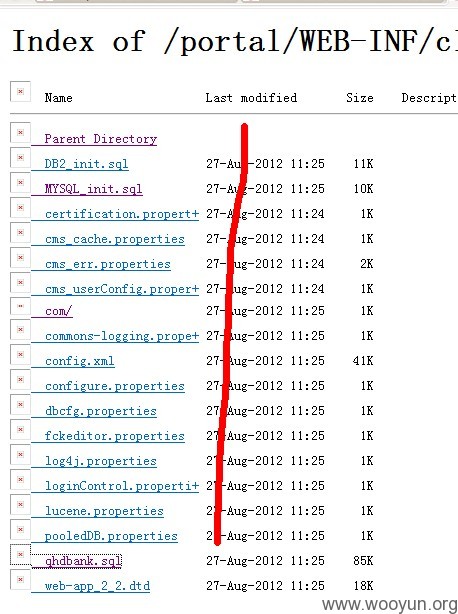 Index of /portal/WEB-INF/cl
Name Last modified Size Descript
Parent Directory
DB2_init.sql 27-Aug-2012 11:25 11K
MYSQL_init.sql 27-Aug-2012 11:25 10K
certification.propert+ 27-Aug-2012 11:24 1K
cms_cache.properties 27-Aug-2012 11:24 1K
cms_err.properties 27-Aug-2012 11:24 2K
cms_userConfig.proper+ 27-Aug-2012 11:24 1K
com/ 27-Aug-2012 11:25 1K
commons-logging.prope+ 27-Aug-2012 11:25 1K
config.xml 27-Aug-2012 11:25 41K
configure.properties 27-Aug-2012 11:25 1K
dbcfg.properties 27-Aug-2012 11:25 1K
fckeditor.properties 27-Aug-2012 11:25 1K
log4j.properties 27-Aug-2012 11:25 1K
loginControl.properti+ 27-Aug-2012 11:25 1K
lucene.properties 27-Aug-2012 11:25 1K
pooledDB.properties 27-Aug-2012 11:25 1K
qhdbank.sql 27-Aug-2012 11:25 85K
web-app_2_2.dtd 27-Aug-2012 11:25 18K
www.wooyun.org